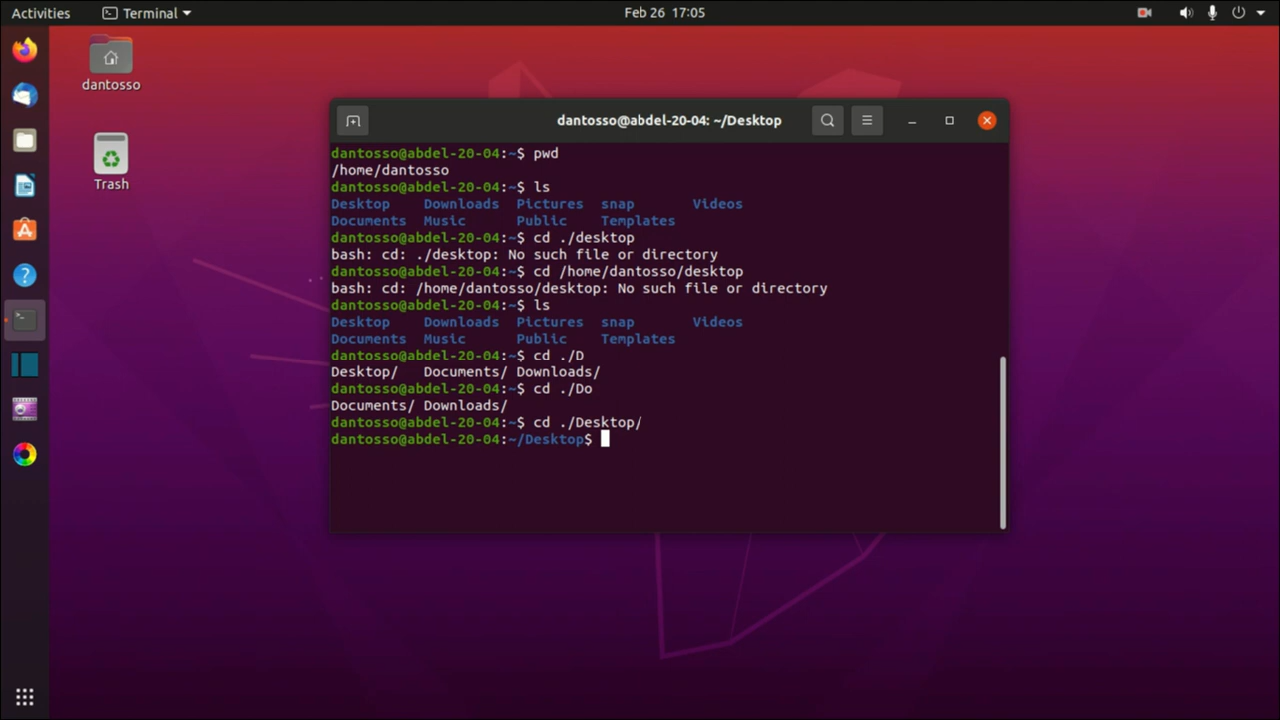 Activities Terminal Feb 26 17:05
dantosso
Trash
dantosso@abdel-20-04: ~/Desktop
dantosso@abdel-20-04:~$ pwd
/home/dantosso
dantosso@abdel-20-04:~$ ls
Desktop Downloads Pictures snap Videos
Documents Music Public Templates
dantosso@abdel-20-04:~$ cd ./desktop
bash: cd: ./desktop: No such file or directory
dantosso@abdel-20-04:~$ cd /home/dantosso/desktop
bash: cd: /home/dantosso/desktop: No such file or directory
dantosso@abdel-20-04:~$ ls
Desktop Downloads Pictures snap Videos
Documents Music Public Templates
dantosso@abdel-20-04:~$ cd ./D
Desktop/ Documents/ Downloads/
dantosso@abdel-20-04:~$ cd ./Do
Documents/ Downloads/
dantosso@abdel-20-04:~$ cd ./Desktop/
dantosso@abdel-20-04:~/Desktop$